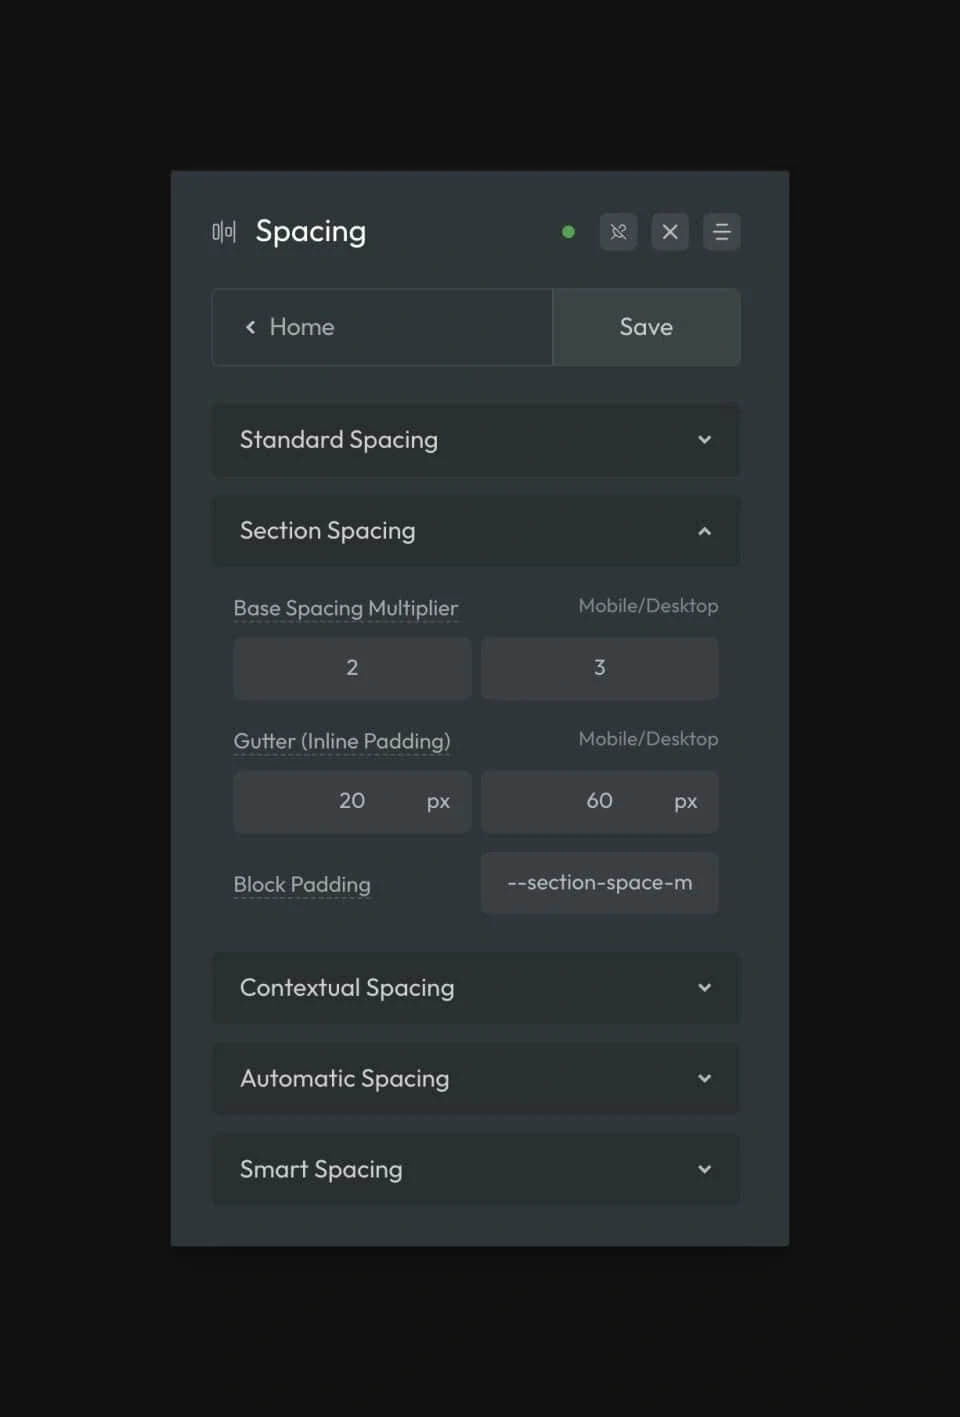 Spacing
Home
Save
Standard Spacing
Section Spacing
Base Spacing Multiplier Mobile/Desktop
2 3
Gutter (Inline Padding) Mobile/Desktop
20 px 60 px
Block Padding --section-space-m
Contextual Spacing
Automatic Spacing
Smart Spacing